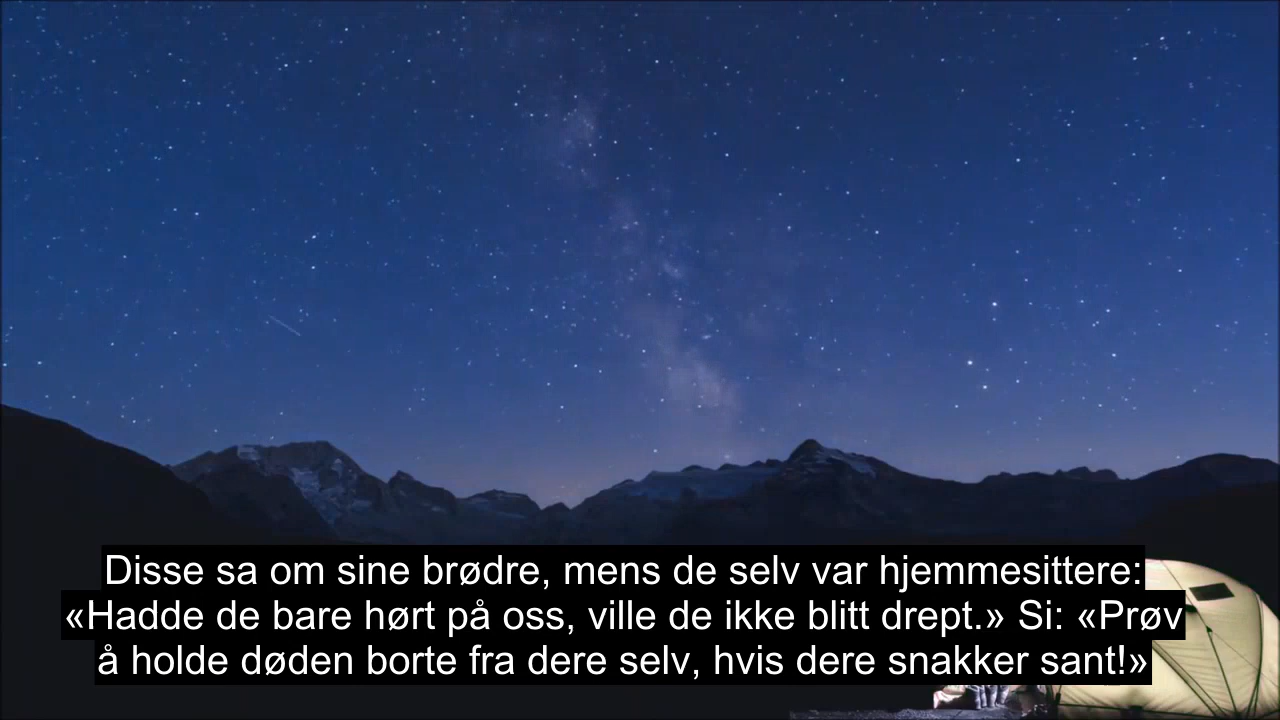 Disse sa om sine brødre, mens de selv var hjemmesittere:
«Hadde de bare hørt på oss, ville de ikke blitt drept.» Si: «Prøv
å holde døden borte fra dere selv, hvis dere snakker sant!»